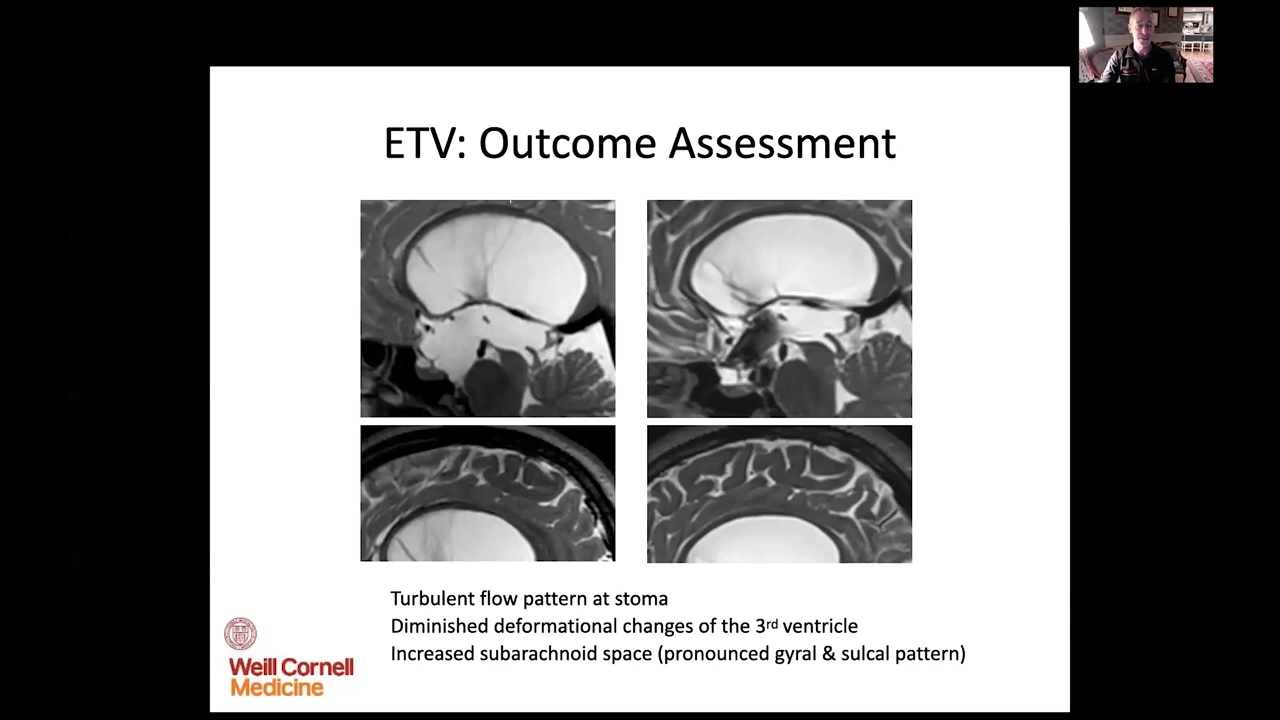 ETV: Outcome Assessment
Turbulent flow pattern at stoma
Diminished deformational changes of the 3rd ventricle
Increased subarachnoid space (pronounced gyral & sulcal pattern)
Weill Cornell
Medicine